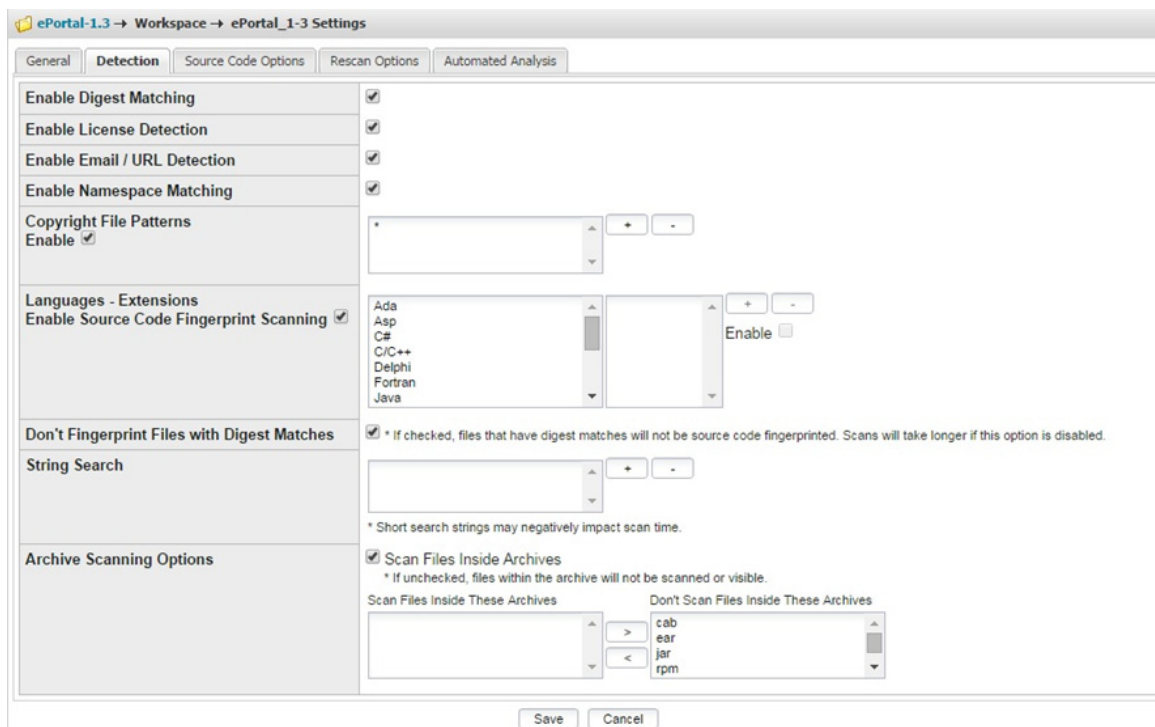 ePortal-1.3 → Workspace → ePortal_1-3 Settings
General Detection Source Code Options Rescan Options Automated Analysis
Enable Digest Matching
Enable License Detection
Enable Email / URL Detection
Enable Namespace Matching
Copyright File Patterns
Enable
*
+ -
Languages - Extensions
Enable Source Code Fingerprint Scanning
Ada
Asp
C#
C/C++
Delphi
Fortran
Java
+ -
Enable
Don't Fingerprint Files with Digest Matches
* If checked, files that have digest matches will not be source code fingerprinted. Scans will take longer if this option is disabled.
String Search
+ -
* Short search strings may negatively impact scan time.
Archive Scanning Options
Scan Files Inside Archives
* If unchecked, files within the archive will not be scanned or visible.
Scan Files Inside These Archives
Don't Scan Files Inside These Archives
>
<
cab
ear
jar
rpm
Save Cancel